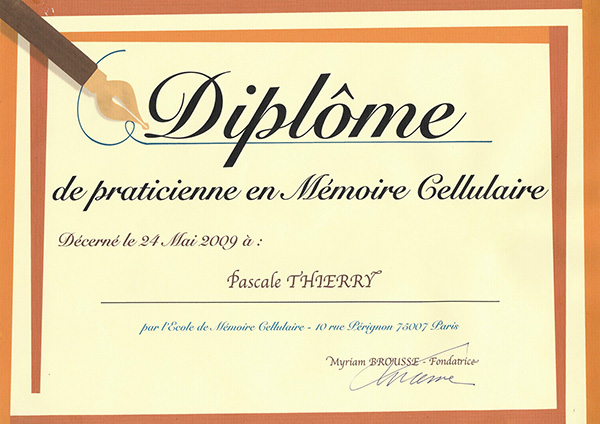 Diplôme
de praticienne en Mémoire Cellulaire
Décerné le 24 Mai 2009 à :
Pascale THIERRY
par l'Ecole de Mémoire Cellulaire - 10 rue Pérignon 75007 Paris
Myriam BROUSSE - Fondatrice